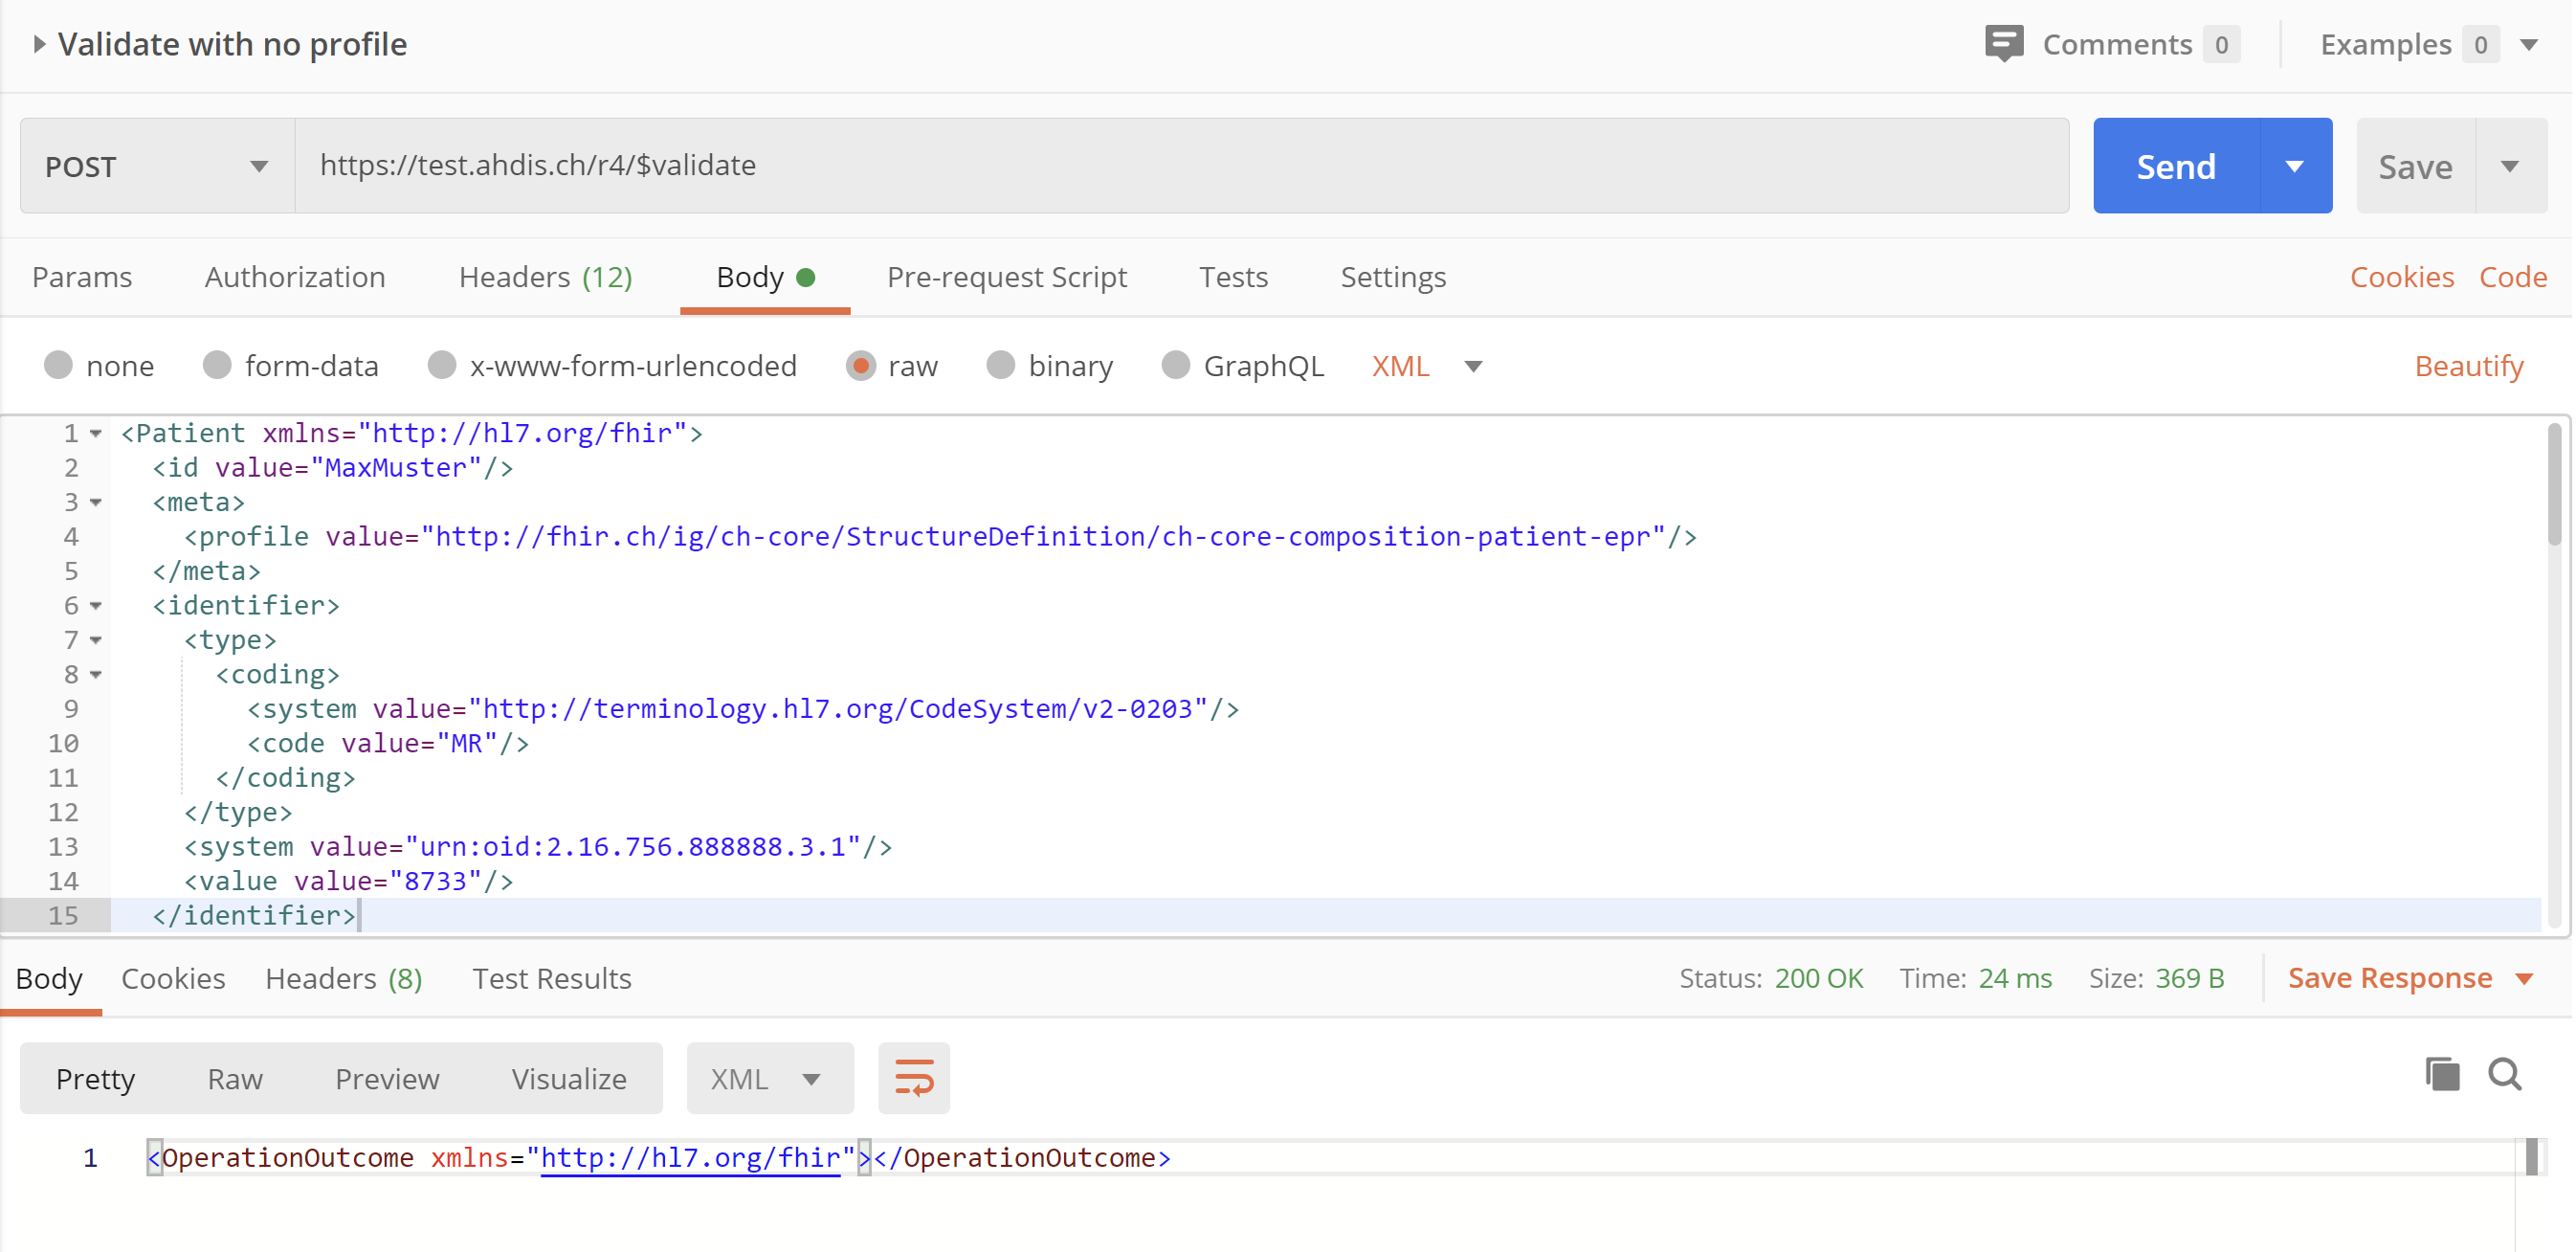 Validate with no profile Comments 0 Examples 0
POST https://test.ahdis.ch/r4/$validate Send Save
Params Authorization Headers (12) Body Pre-request Script Tests Settings Cookies Code
none form-data x-www-form-urlencoded raw binary GraphQL XML Beautify
1 <Patient xmlns="http://hl7.org/fhir">
2 <id value="MaxMuster"/>
3 <meta>
4 <profile value="http://fhir.ch/ig/ch-core/StructureDefinition/ch-core-composition-patient-epr"/>
5 </meta>
6 <identifier>
7 <type>
8 <coding>
9 <system value="http://terminology.hl7.org/CodeSystem/v2-0203"/>
10 <code value="MR"/>
11 </coding>
12 </type>
13 <system value="urn:oid:2.16.756.888888.3.1"/>
14 <value value="8733"/>
15 </identifier>
Body Cookies Headers (8) Test Results Status: 200 OK Time: 24 ms Size: 369 B Save Response
Pretty Raw Preview Visualize XML
1 <OperationOutcome xmlns="http://hl7.org/fhir"></OperationOutcome>